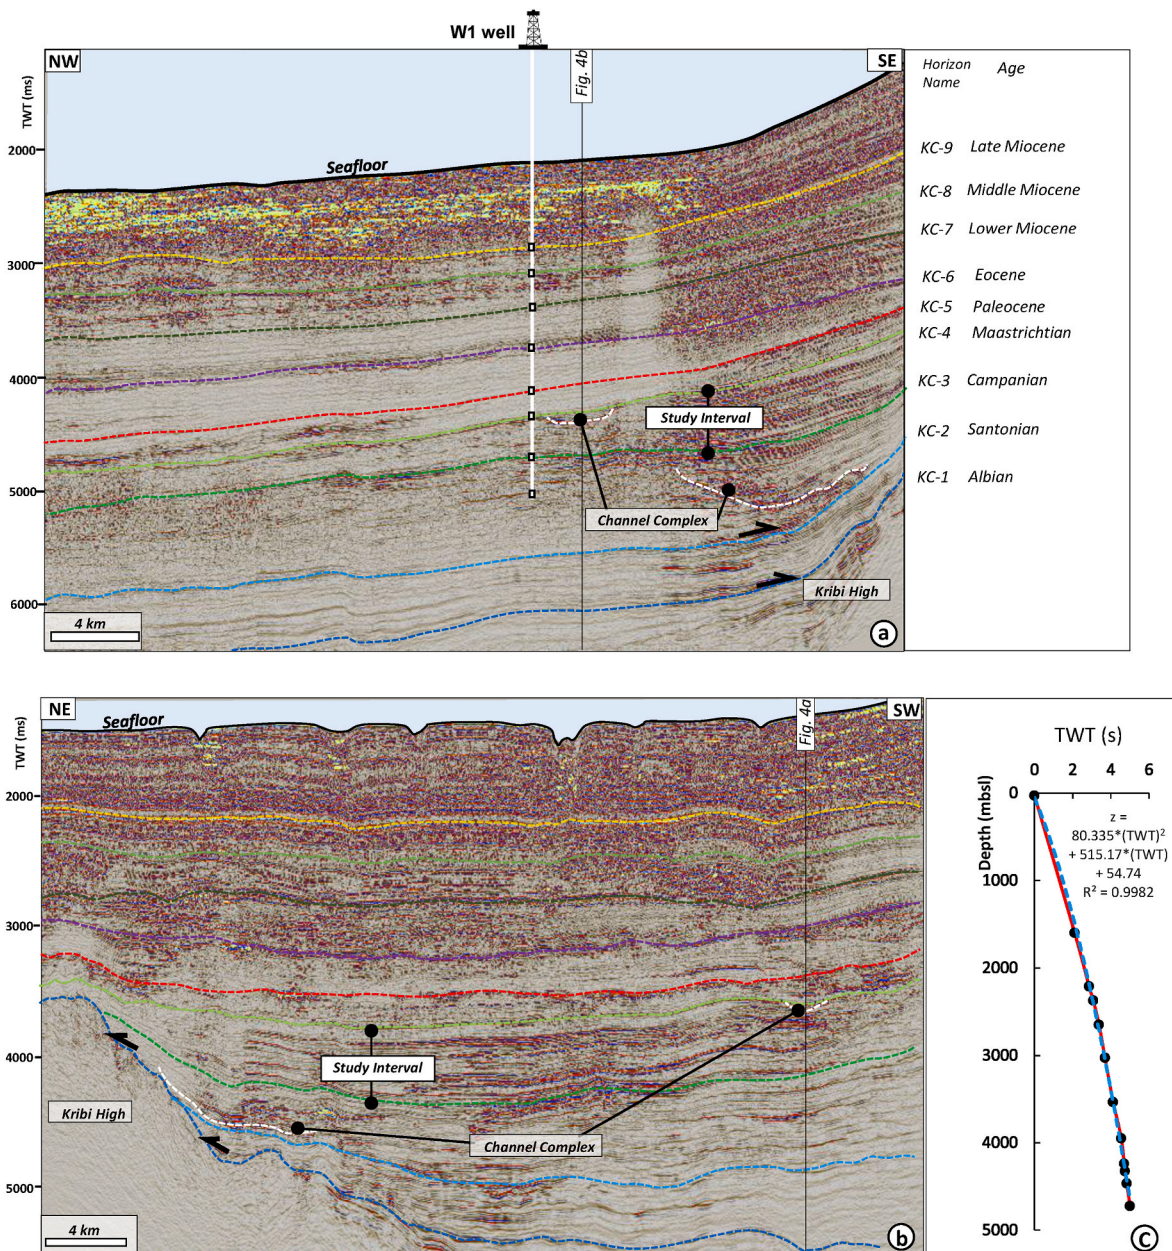 W1 well
NW
SE
Fig. 4b
Horizon Name
Age
TWT (ms)
2000
3000
4000
5000
6000
Seafloor
KC-9 Late Miocene
KC-8 Middle Miocene
KC-7 Lower Miocene
KC-6 Eocene
KC-5 Paleocene
KC-4 Maastrichtian
KC-3 Campanian
KC-2 Santonian
KC-1 Albian
Study Interval
Channel Complex
Kribi High
4 km
a
NE
Seafloor
SW
Fig. 4a
TWT (ms)
2000
3000
4000
5000
Study Interval
Kribi High
Channel Complex
4 km
b
TWT (s)
0 2 4 6
Depth (mbsl)
0
1000
2000
3000
4000
5000
z =
80.335*(TWT)²
+ 515.17*(TWT)
+ 54.74
R² = 0.9982
C